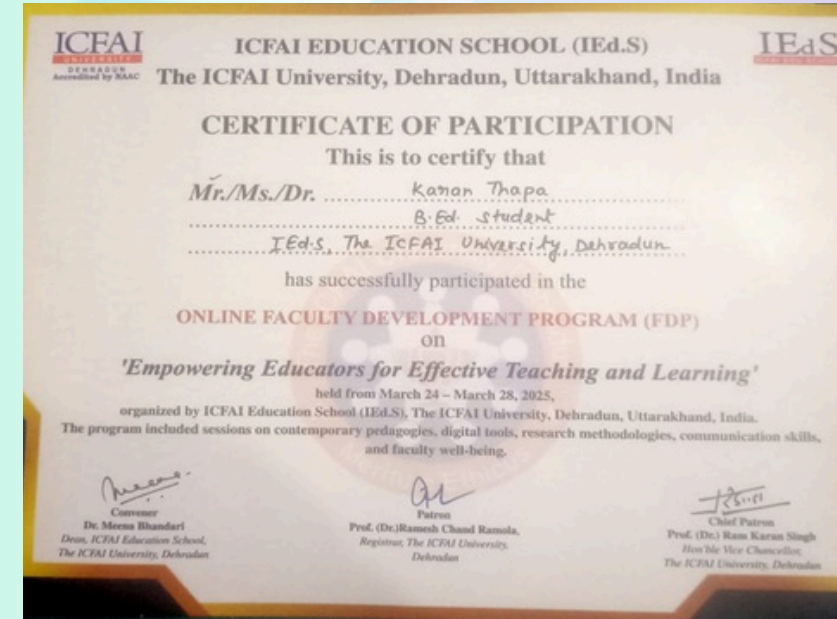 ICFAI
UNIVERSITY
DEHRADUN
Accredited by NAAC
IEdS
ICFAI EDUCATION SCHOOL (IEd.S)
The ICFAI University, Dehradun, Uttarakhand, India
CERTIFICATE OF PARTICIPATION
This is to certify that
Mr./Ms./Dr. Kanan Thapa
B.Ed. Student
IEd.S, The ICFAI University, Dehradun
has successfully participated in the
ONLINE FACULTY DEVELOPMENT PROGRAM (FDP)
on
'Empowering Educators for Effective Teaching and Learning'
held from March 24 – March 28, 2025,
organized by ICFAI Education School (IEd.S), The ICFAI University, Dehradun, Uttarakhand, India.
The program included sessions on contemporary pedagogies, digital tools, research methodologies, communication skills,
and faculty well-being.
Convener
Dr. Meena Bhandari
Dean, ICFAI Education School,
The ICFAI University, Dehradun
Patron
Prof. (Dr.)Ramesh Chand Ramola,
Registrar, The ICFAI University,
Dehradun
Chief Patron
Prof. (Dr.) Ram Karan Singh
Hon'ble Vice Chancellor,
The ICFAI University, Dehradun